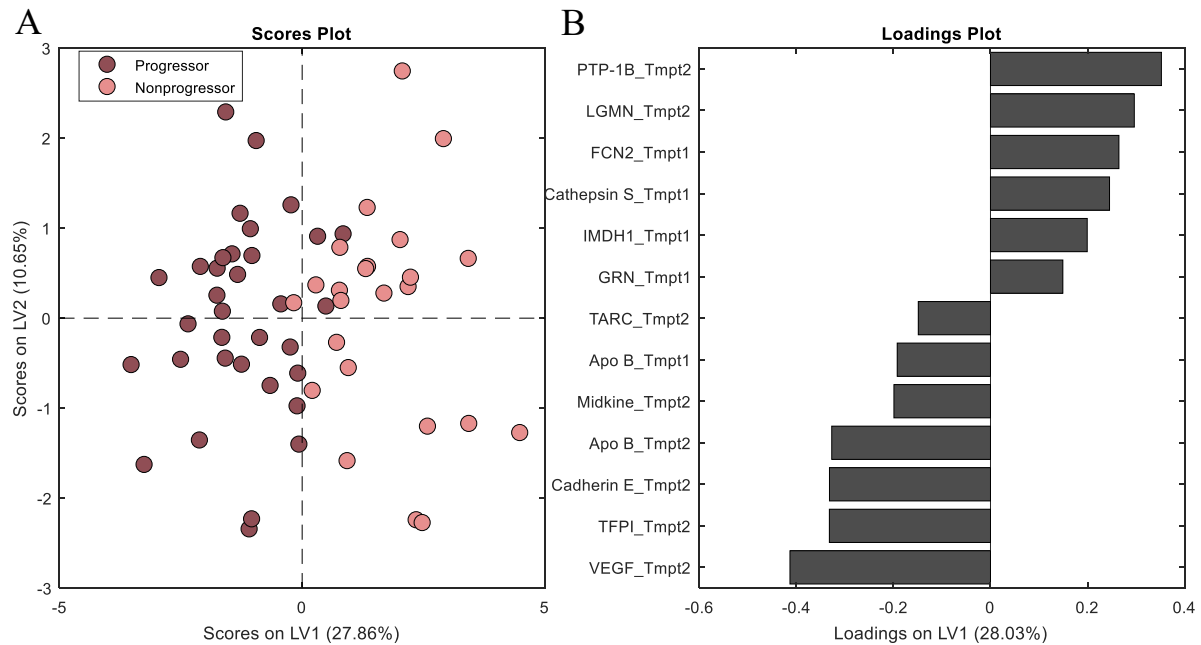 A
Scores Plot
Progressor
Nonprogressor
Scores on LV2 (10.65%)
3
2
1
0
-1
-2
-3
-5
0
5
Scores on LV1 (27.86%)
B
Loadings Plot
PTP-1B_Tmpt2
LGMN_Tmpt2
FCN2_Tmpt1
Cathepsin S_Tmpt1
IMDH1_Tmpt1
GRN_Tmpt1
TARC_Tmpt2
Apo B_Tmpt1
Midkine_Tmpt2
Apo B_Tmpt2
Cadherin E_Tmpt2
TFPI_Tmpt2
VEGF_Tmpt2
-0.6
-0.4
-0.2
0
0.2
0.4
Loadings on LV1 (28.03%)